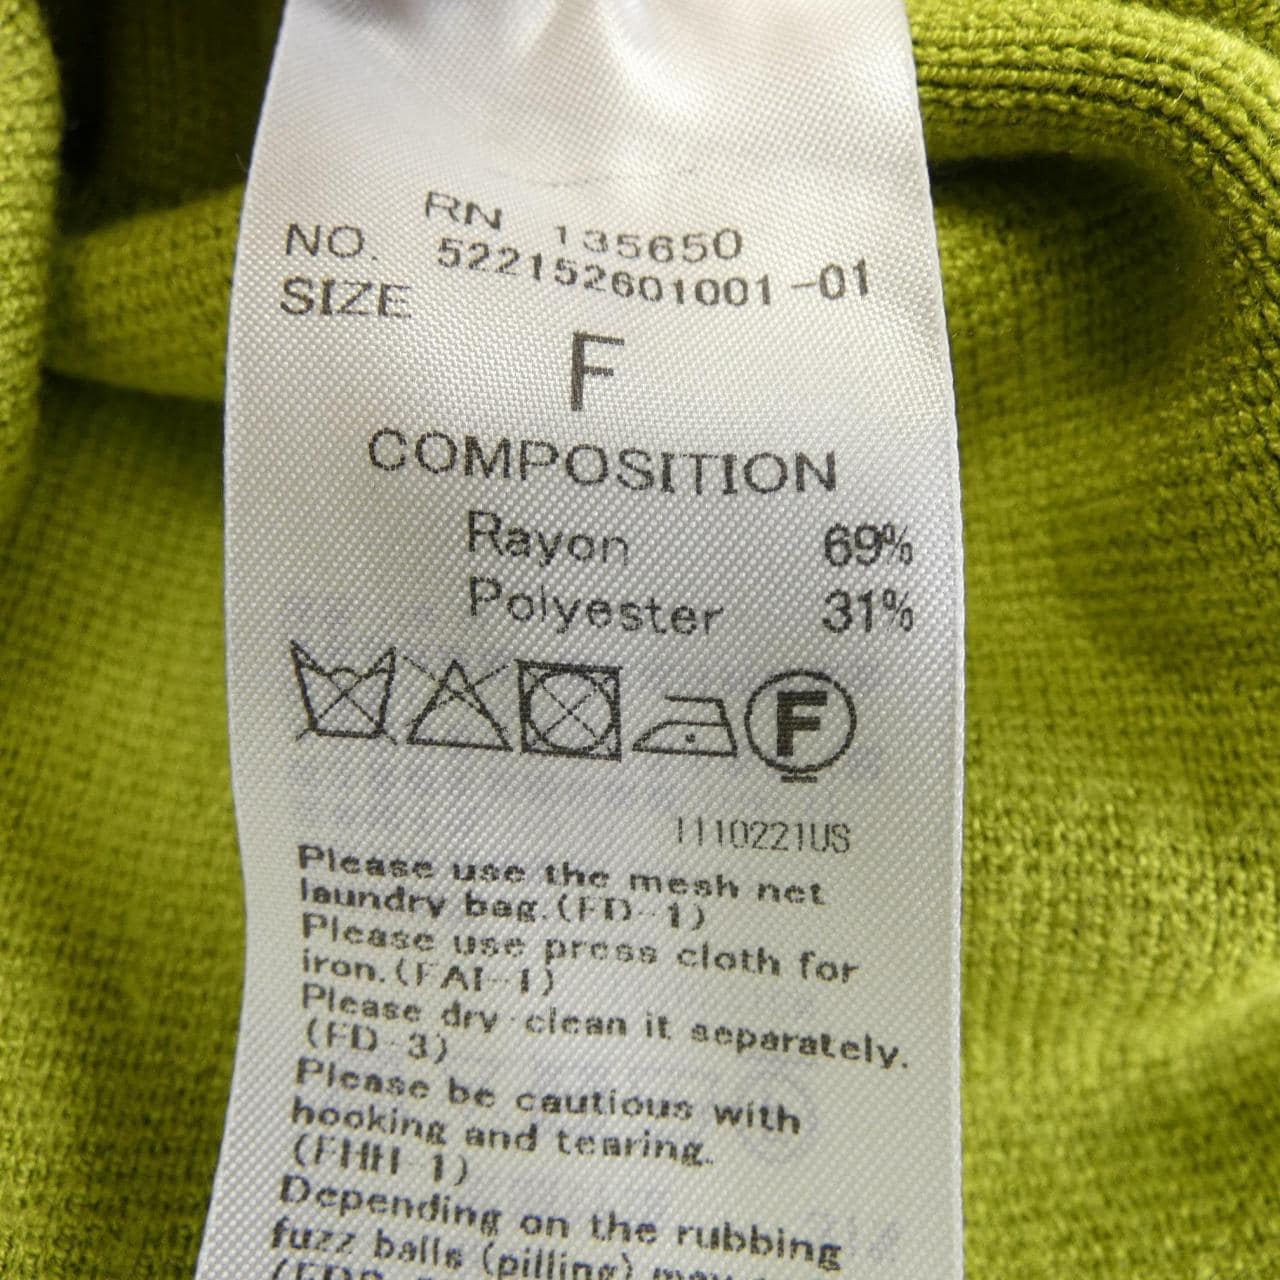 RN 135650
NO. 522152601001 -01
SIZE
F
COMPOSITION
Rayon 69%
Polyester 31%
F
1110221US
Please use the mesh net
laundry bag.(FD-1)
Please use press cloth for
iron.(FAI-1)
Please dry clean it separately.
(FD-3)
Please be cautious with
hooking and tearing.
(FHH-1)
Depending on the rubbing
fuzz balls (pilling) may